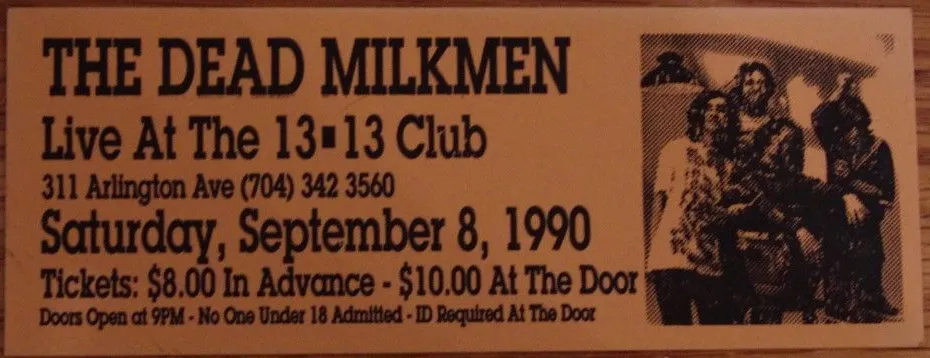 THE DEAD MILKMEN
Live At The 13▪13 Club
311 Arlington Ave (704) 342 3560
Saturday, September 8, 1990
Tickets: $8.00 In Advance - $10.00 At The Door
Doors Open at 9PM - No One Under 18 Admitted - ID Required At The Door